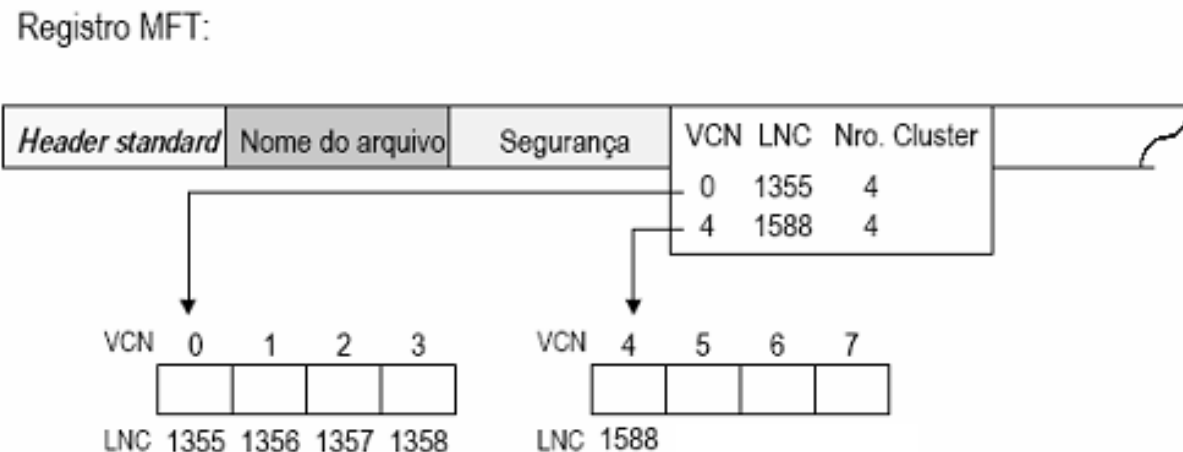 Registro MFT:
Header standard Nome do arquivo Segurança VCN LNC Nro. Cluster
0 1355 4
4 1588 4
VCN 0 1 2 3 VCN 4 5 6 7
LNC 1355 1356 1357 1358 LNC 1588